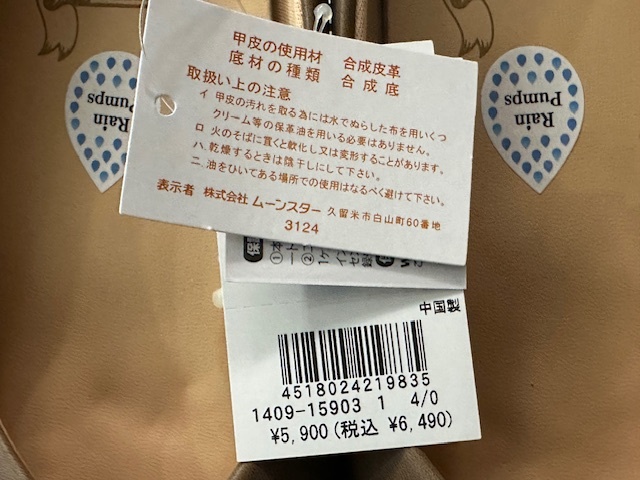 甲皮の使用材 合成皮革
底材の種類 合成底
取扱い上の注意
イ 甲皮の汚れを取る為には水でぬらした布を用いくつ
クリーム等の保革油を用いる必要はありません。
ロ 火のそばに置くと軟化し又は変形することがあります。
ハ. 乾燥するときは陰干しにして下さい。
ニ. 油をひいてある場所での使用はなるべく避けて下さい。
表示者 株式会社 ムーンスター 久留米市白山町60番地
3124
Rain
Pumps
Rain
Pumps
中国製
4518024219835
1409-15903 1 4/0
¥5,900(税込 ¥6,490)